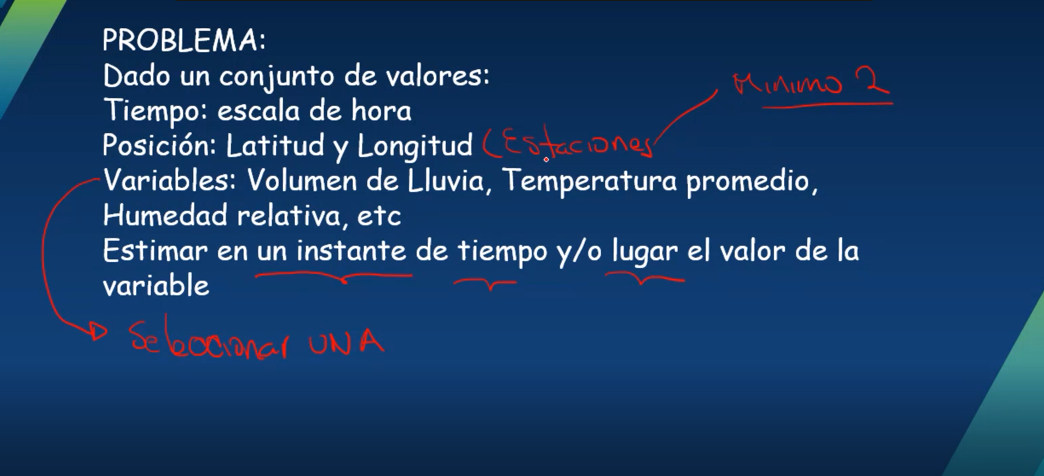 PROBLEMA:
Dado un conjunto de valores:
Minimo 2
Tiempo: escala de hora
Posición: Latitud y Longitud (Estaciones
Variables: Volumen de Lluvia, Temperatura promedio,
Humedad relativa, etc
Estimar en un instante de tiempo y/o lugar el valor de la
variable
Seleccionar UNA